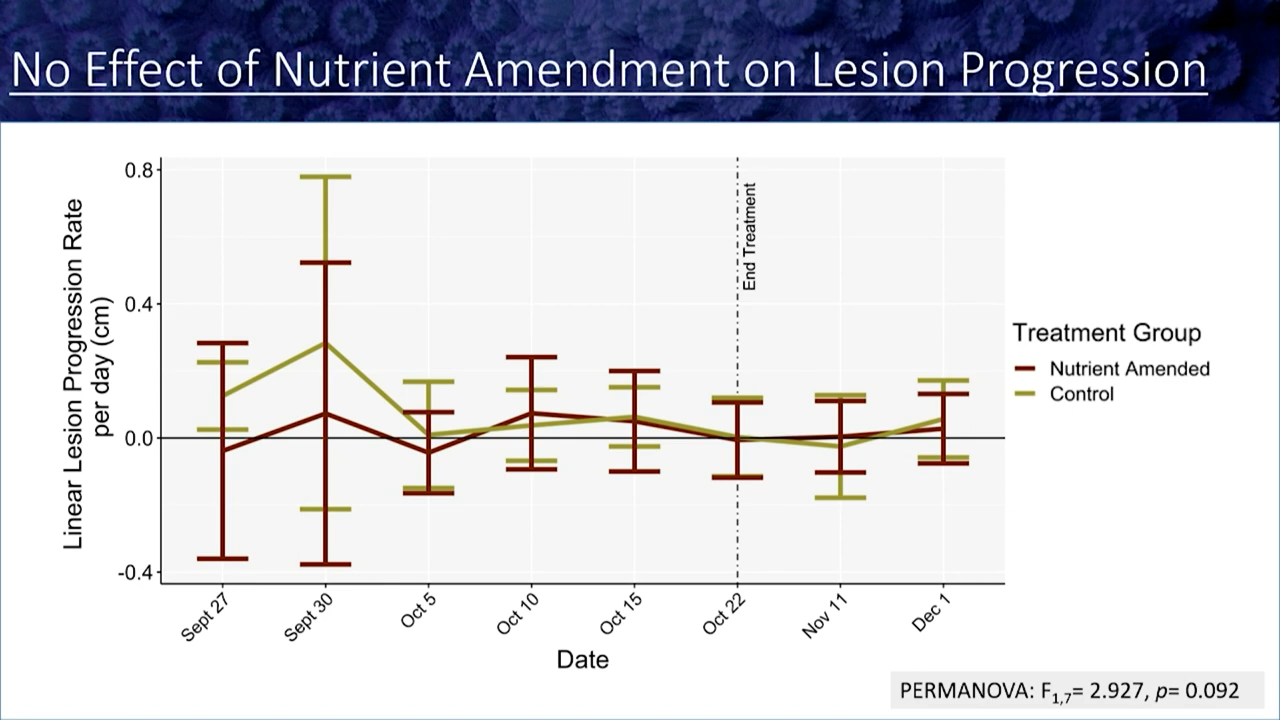 No Effect of Nutrient Amendment on Lesion Progression
Linear Lesion Progression Rate
per day (cm)
0.8
0.4
0.0
-0.4
End Treatment
Sept 27
Sept 30
Oct 5
Oct 10
Oct 15
Oct 22
Nov 11
Dec 1
Date
Treatment Group
Nutrient Amended
Control
PERMANOVA: F1,7= 2.927, p= 0.092